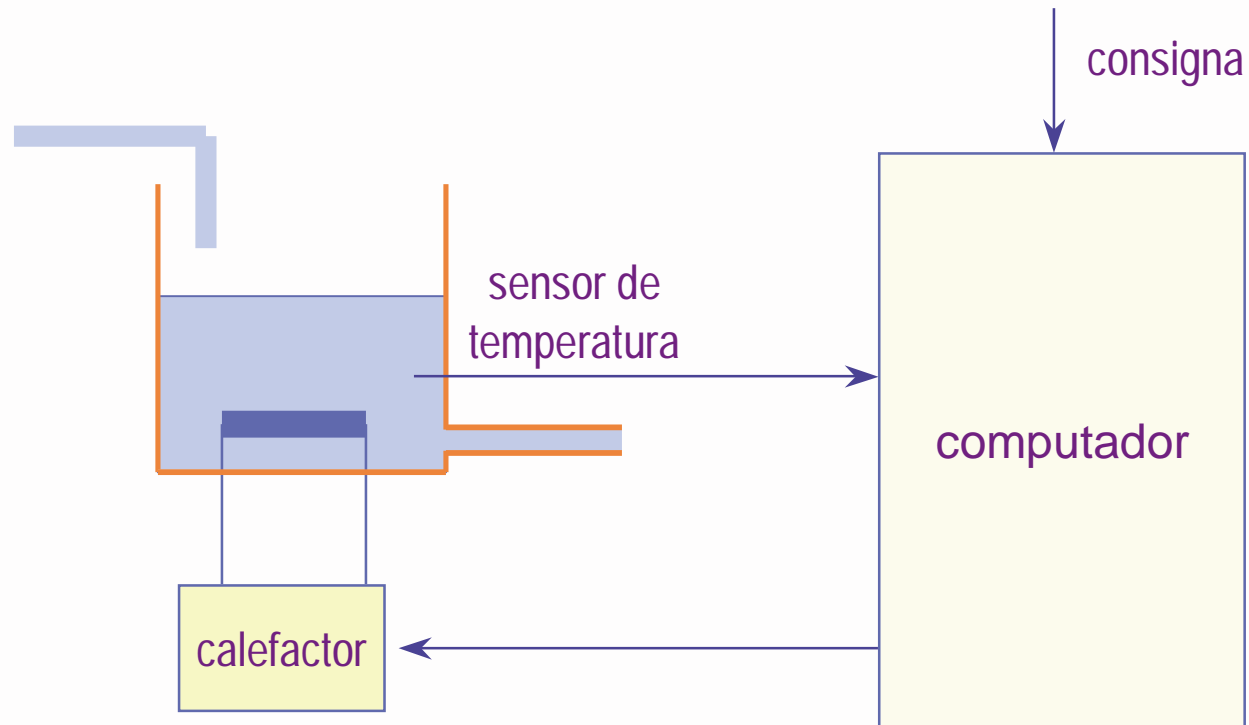 consigna
sensor de
temperatura
computador
calefactor